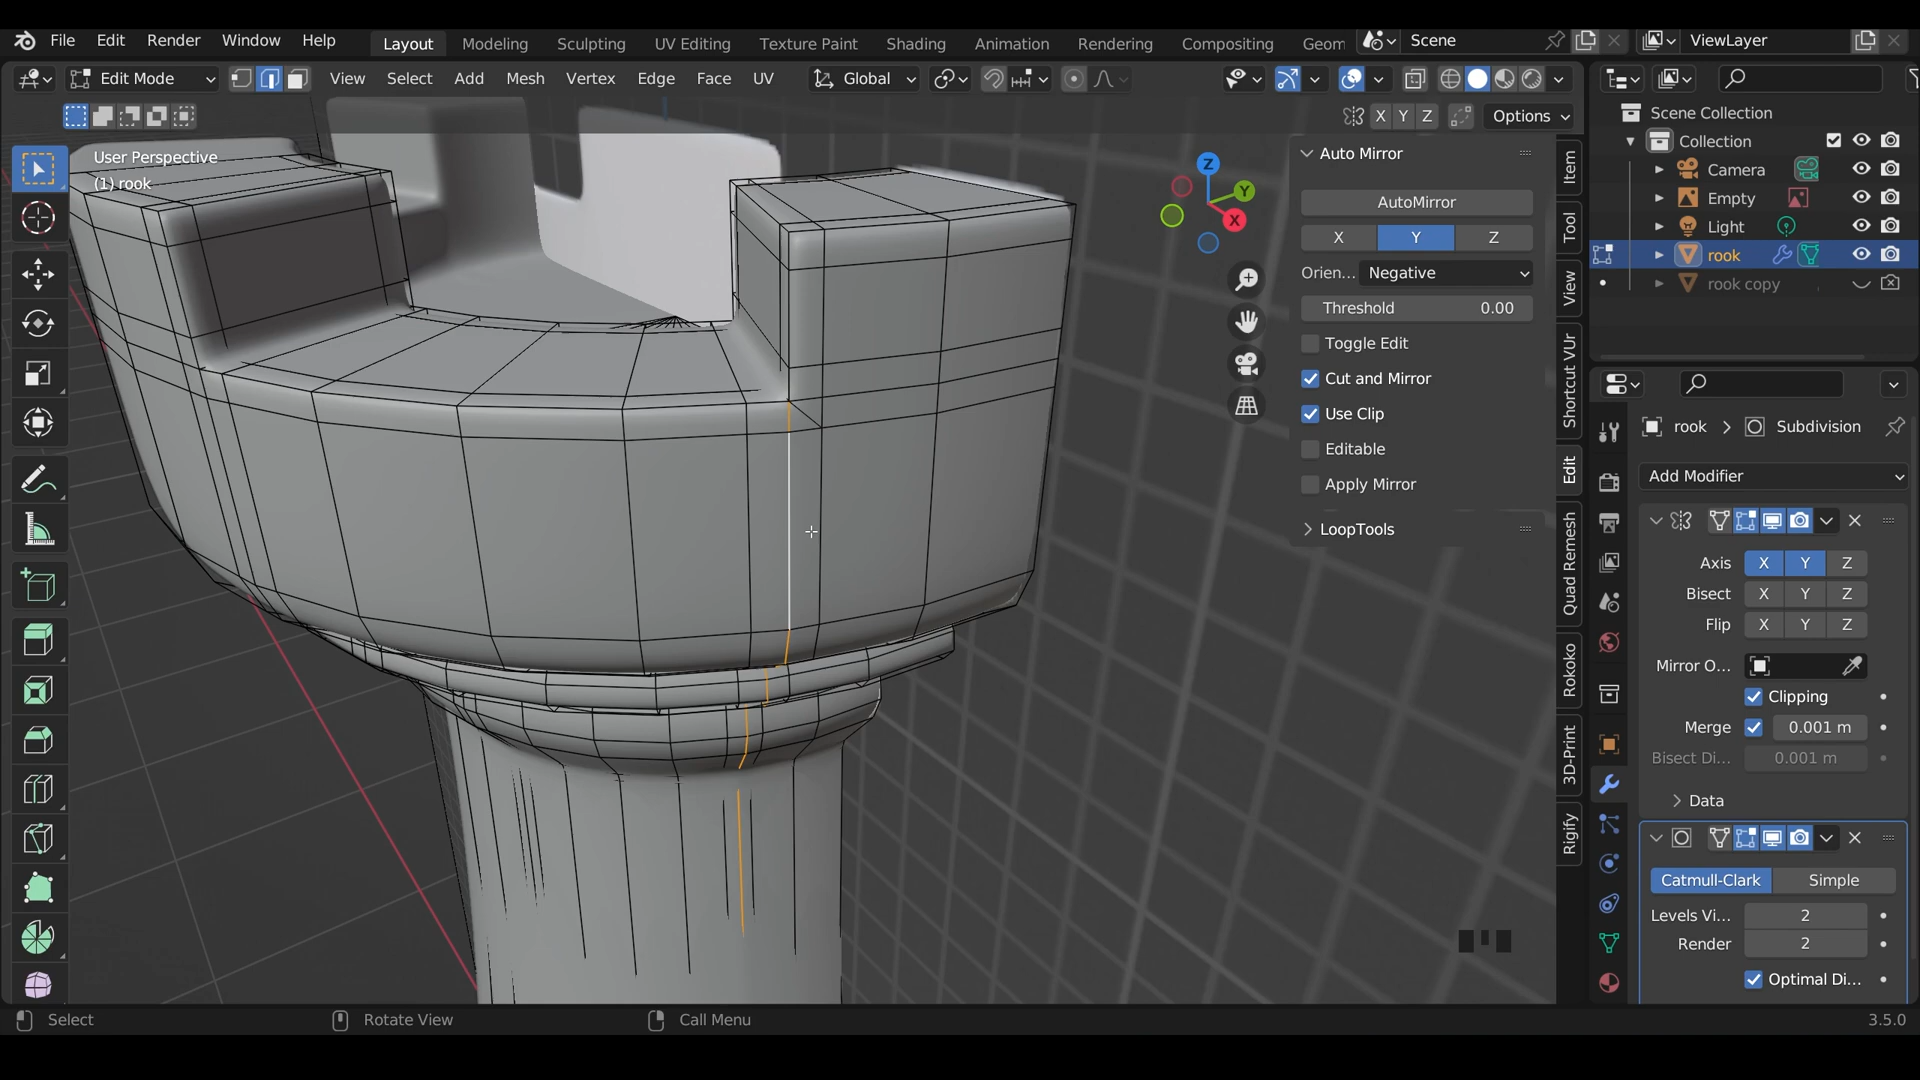 File Edit Render Window Help Layout Modeling Sculpting UV Editing Texture Paint Shading Animation Rendering Compositing Geom Scene ViewLayer
Edit Mode View Select Add Mesh Vertex Edge Face UV Global
X Y Z Options
Scene Collection
Collection
Camera
Empty
Light
rook
rook copy
User Perspective
(1) rook
Z
Y
X
Auto Mirror
AutoMirror
X Y Z
Orien... Negative
Threshold 0.00
Toggle Edit
Cut and Mirror
Use Clip
Editable
Apply Mirror
LoopTools
Item
Tool
View
Shortcut VUr
Edit
Quad Remesh
Rokoko
3D-Print
Rigify
rook > Subdivision
Add Modifier
Axis X Y Z
Bisect X Y Z
Flip X Y Z
Mirror O...
Clipping
Merge 0.001 m
Bisect Di... 0.001 m
Data
Catmull-Clark Simple
Levels Vi... 2
Render 2
Optimal Di...
Select Rotate View Call Menu 3.5.0